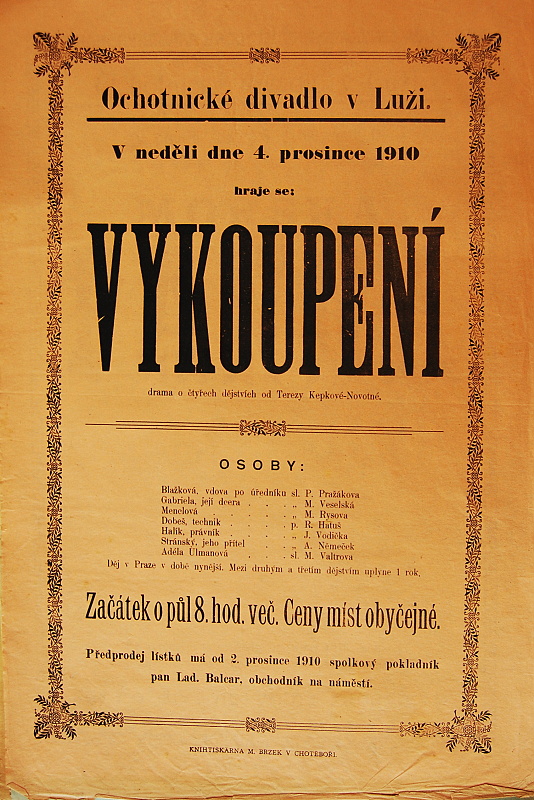 Ochotnické divadlo v Luži.
V neděli dne 4. prosince 1910
hraje se:
VYKOUPENÍ
drama o čtyřech dějstvích od Terezy Kepkové-Novotné.
OSOBY:
Blažková, vdova po úředníku sl. P. Pražákova
Gabriela, její dcera . . . „ M. Veselská
Menclová . . . . „ M. Rysova
Dobeš, technik . . . . p. R. Hátuš
Halík, právník . . . . „ J. Vodička
Stránský, jeho přítel . . . „ A. Němeček
Adéla Ulmanová . . . sl. M. Valtrova
Děj v Praze v době nynější. Mezi druhým a třetím dějstvím uplyne 1 rok.
Začátek o půl 8. hod. več. Ceny míst obyčejné.
Předprodej lístků má od 2. prosince 1910 spolkový pokladník
pan Lad. Balcar, obchodník na náměstí.
KNIHTISKARNA M. BRZEK V CHOTĚBOŘI.